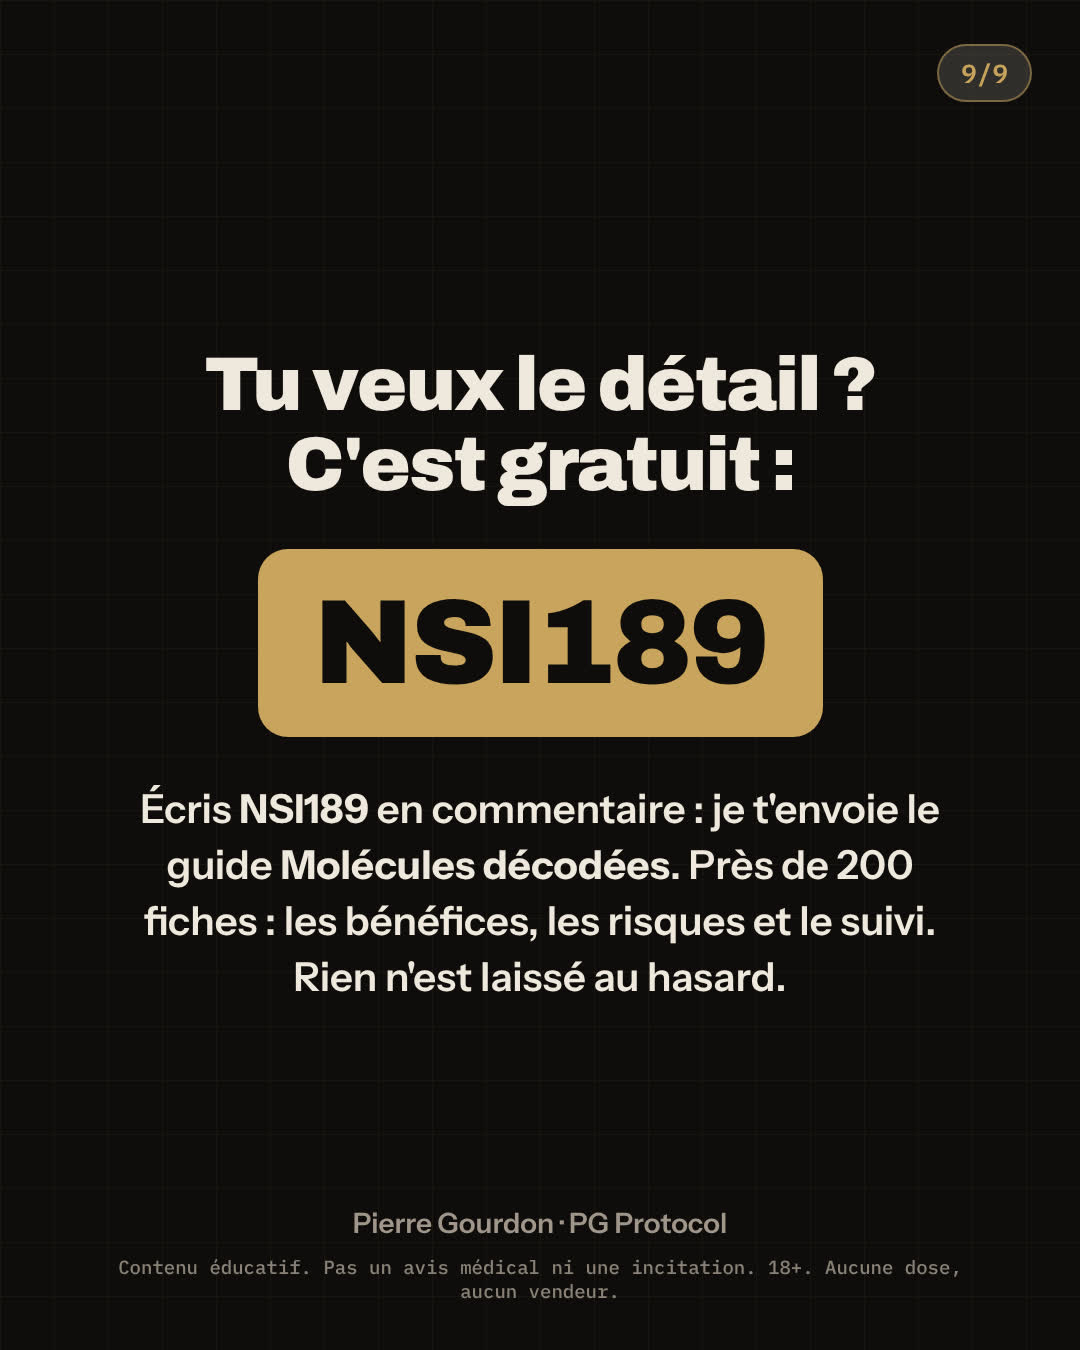 9/9
Tu veux le détail ?
C'est gratuit :
NSI189
Écris NSI189 en commentaire : je t'envoie le
guide Molécules décodées. Près de 200
fiches : les bénéfices, les risques et le suivi.
Rien n'est laissé au hasard.
Pierre Gourdon · PG Protocol
Contenu éducatif. Pas un avis médical ni une incitation. 18+. Aucune dose,
aucun vendeur.